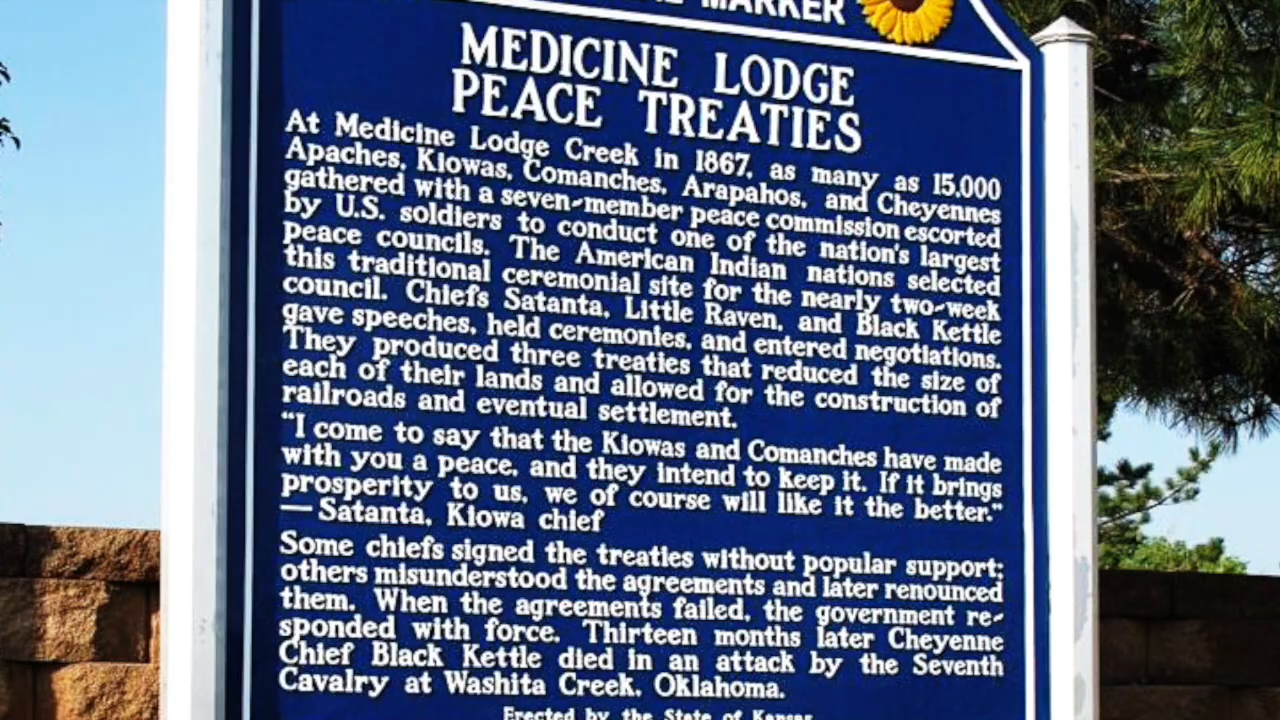 MARKER
MEDICINE LODGE
PEACE TREATIES
At Medicine Lodge Creek in 1867, as many as 15,000
Apaches, Kiowas, Comanches, Arapahos, and Cheyennes
gathered with a seven-member peace commission escorted
by U.S. soldiers to conduct one of the nation's largest
peace councils. The American Indian nations selected
this traditional ceremonial site for the nearly two-week
council. Chiefs Satanta, Little Raven, and Black Kettle
gave speeches, held ceremonies, and entered negotiations.
They produced three treaties that reduced the size of
each of their lands and allowed for the construction of
railroads and eventual settlement.
"I come to say that the Kiowas and Comanches have made
with you a peace, and they intend to keep it. If it brings
prosperity to us, we of course will like it the better."
— Satanta, Kiowa chief
Some chiefs signed the treaties without popular support;
others misunderstood the agreements and later renounced
them. When the agreements failed, the government re-
sponded with force. Thirteen months later Cheyenne
Chief Black Kettle died in an attack by the Seventh
Cavalry at Washita Creek, Oklahoma.
Erected by the State of Kansas